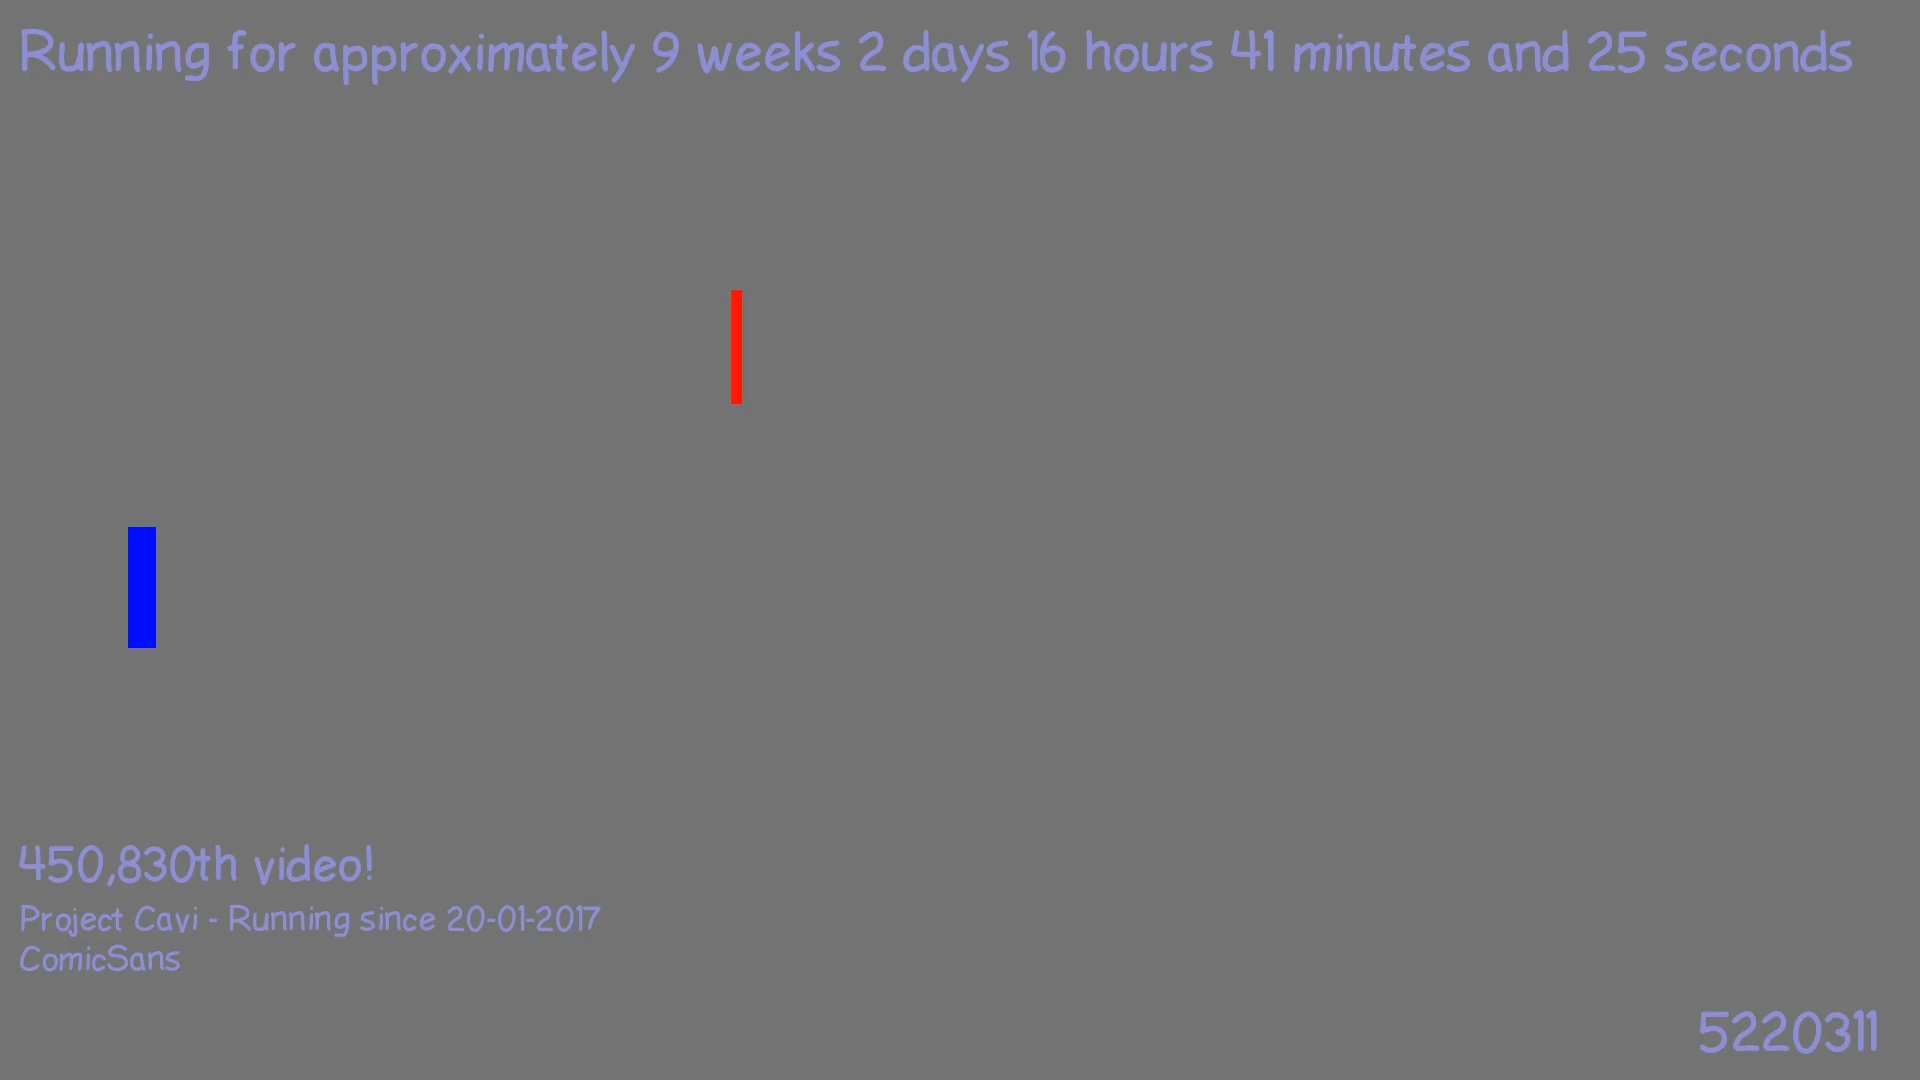 Running for approximately 9 weeks 2 days 16 hours 41 minutes and 25 seconds
450,830th video!
Project Cavi - Running since 20-01-2017
ComicSans
5220311